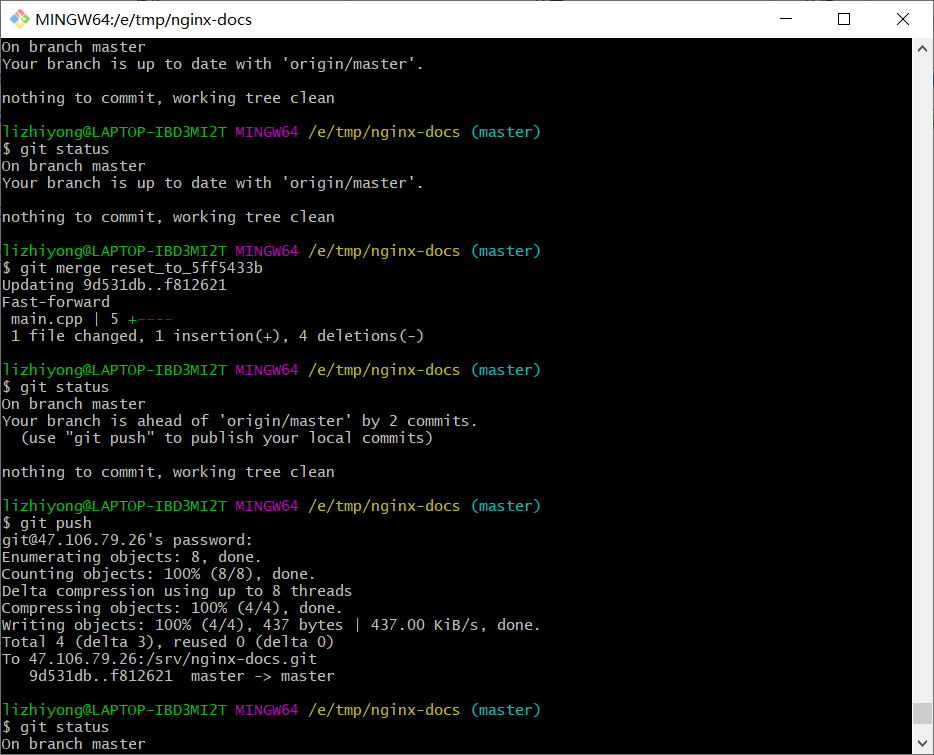 MINGW64:/e/tmp/nginx-docs
On branch master
Your branch is up to date with 'origin/master'.
nothing to commit, working tree clean
lizhiyong@LAPTOP-IBD3MI2T MINGW64 /e/tmp/nginx-docs (master)
$ git status
On branch master
Your branch is up to date with 'origin/master'.
nothing to commit, working tree clean
lizhiyong@LAPTOP-IBD3MI2T MINGW64 /e/tmp/nginx-docs (master)
$ git merge reset_to_5ff5433b
Updating 9d531db..f812621
Fast-forward
 main.cpp | 5 +----
 1 file changed, 1 insertion(+), 4 deletions(-)
lizhiyong@LAPTOP-IBD3MI2T MINGW64 /e/tmp/nginx-docs (master)
$ git status
On branch master
Your branch is ahead of 'origin/master' by 2 commits.
  (use "git push" to publish your local commits)
nothing to commit, working tree clean
lizhiyong@LAPTOP-IBD3MI2T MINGW64 /e/tmp/nginx-docs (master)
$ git push
git@47.106.79.26's password:
Enumerating objects: 8, done.
Counting objects: 100% (8/8), done.
Delta compression using up to 8 threads
Compressing objects: 100% (4/4), done.
Writing objects: 100% (4/4), 437 bytes | 437.00 KiB/s, done.
Total 4 (delta 3), reused 0 (delta 0)
To 47.106.79.26:/srv/nginx-docs.git
   9d531db..f812621  master -> master
lizhiyong@LAPTOP-IBD3MI2T MINGW64 /e/tmp/nginx-docs (master)
$ git status
On branch master